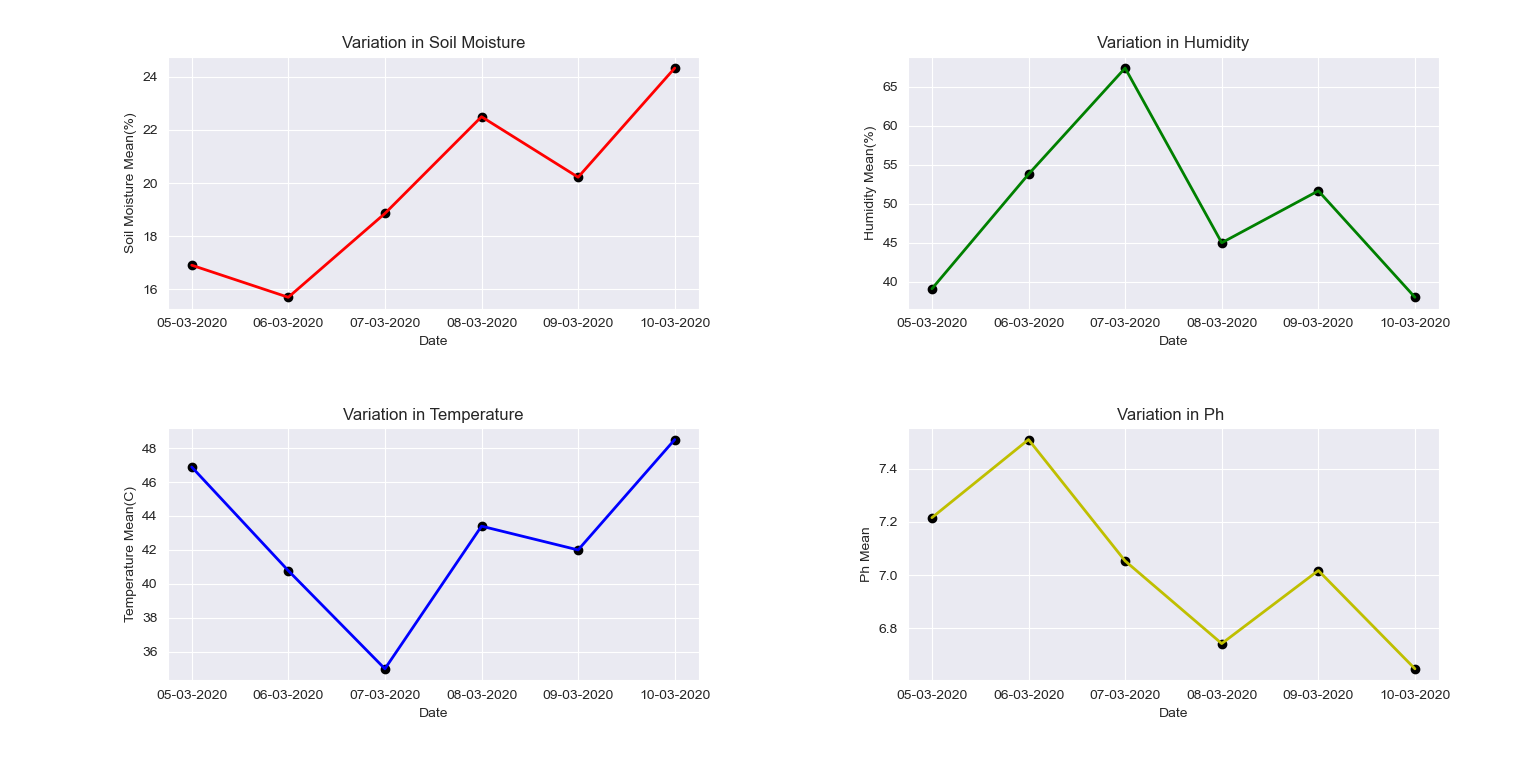 Variation in Soil Moisture
Soil Moisture Mean(%)
24
22
20
18
16
05-03-2020 06-03-2020 07-03-2020 08-03-2020 09-03-2020 10-03-2020
Date
Variation in Humidity
Humidity Mean(%)
65
60
55
50
45
40
05-03-2020 06-03-2020 07-03-2020 08-03-2020 09-03-2020 10-03-2020
Date
Variation in Temperature
Temperature Mean(C)
48
46
44
42
40
38
36
05-03-2020 06-03-2020 07-03-2020 08-03-2020 09-03-2020 10-03-2020
Date
Variation in Ph
Ph Mean
7.4
7.2
7.0
6.8
05-03-2020 06-03-2020 07-03-2020 08-03-2020 09-03-2020 10-03-2020
Date